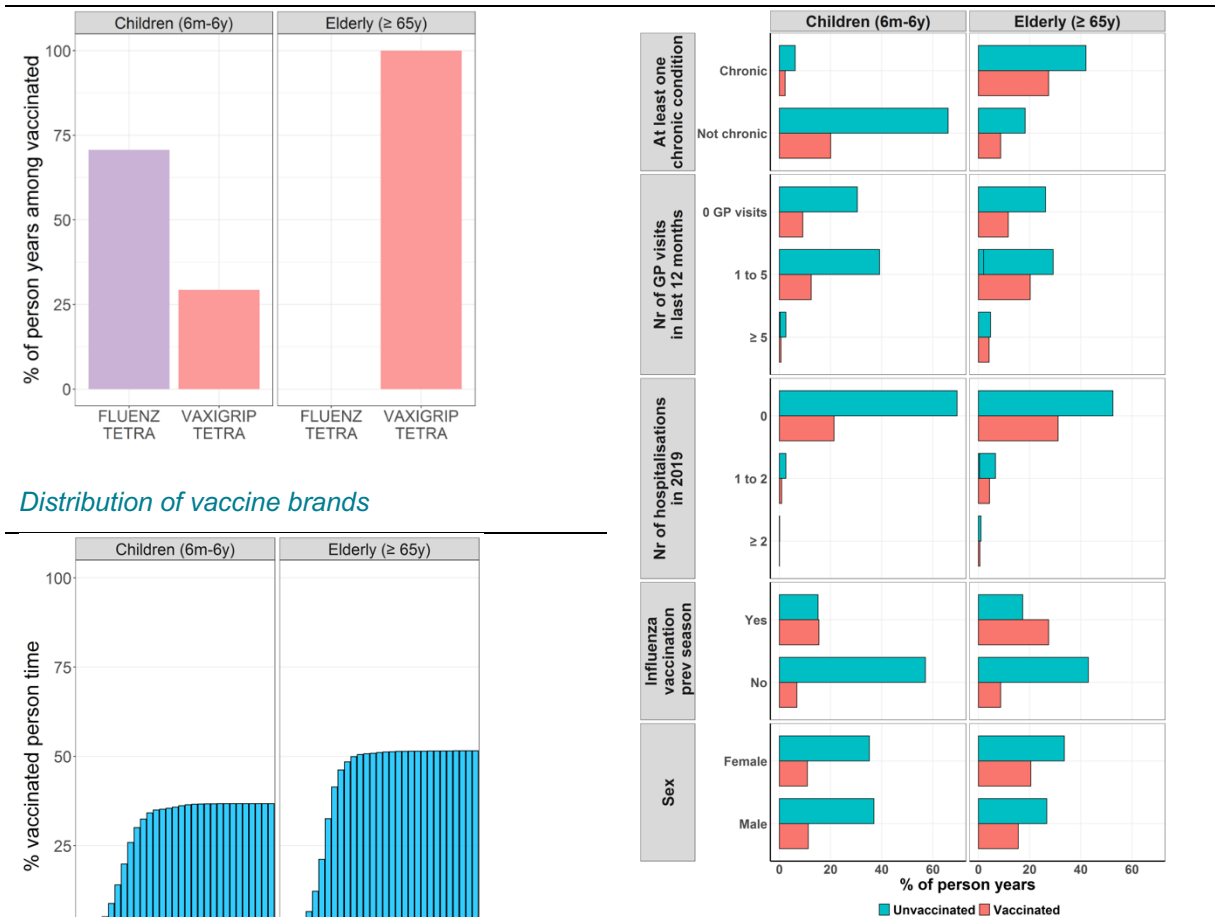 Children (6m-6y)
Elderly (≥ 65y)
% of person years among vaccinated
100
75
50
25
0
FLUENZ
TETRA
VAXIGRIP
TETRA
FLUENZ
TETRA
VAXIGRIP
TETRA
Distribution of vaccine brands
Children (6m-6y)
Elderly (≥ 65y)
% vaccinated person time
100
75
50
25
Children (6m-6y)
Elderly (≥ 65y)
At least one
chronic condition
Chronic
Not chronic
Nr of GP visits
in last 12 months
0 GP visits
1 to 5
≥ 5
Nr of hospitalisations
in 2019
0
1 to 2
≥ 2
Influenza
vaccination
prev season
Yes
No
Sex
Female
Male
0
20
40
60
0
20
40
60
% of person years
Unvaccinated
Vaccinated